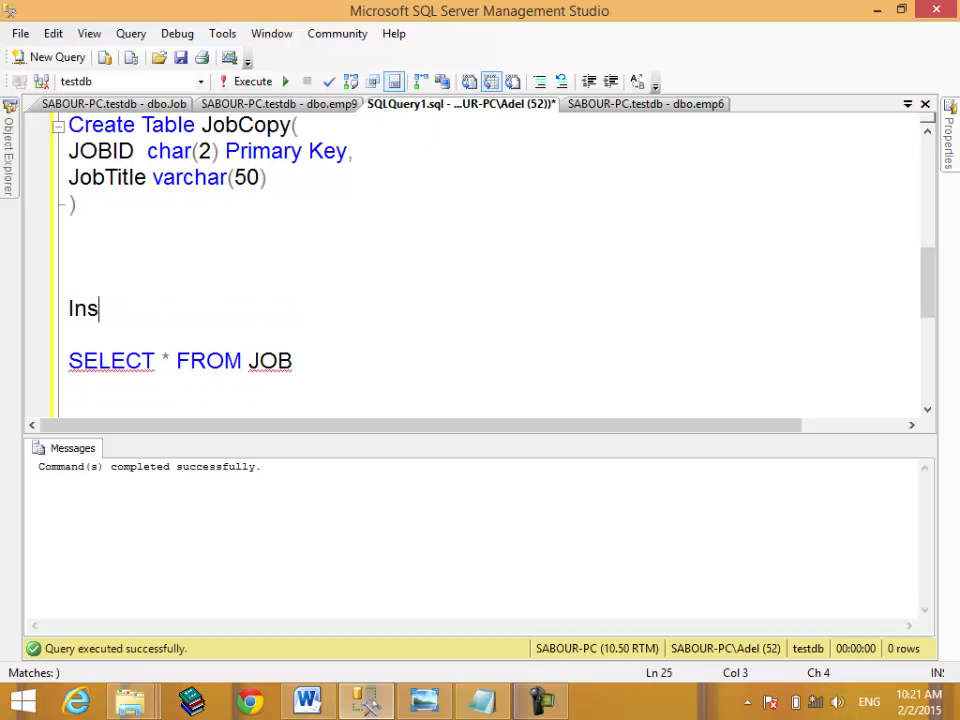 Microsoft SQL Server Management Studio
File Edit View Query Debug Tools Window Community Help
New Query
testdb Execute
SABOUR-PC.testdb - dbo.Job SABOUR-PC.testdb - dbo.emp9 SQLQuery1.sql - ...UR-PC\Adel (52))* SABOUR-PC.testdb - dbo.emp6
Object Explorer
Properties
Create Table JobCopy(
JOBID char(2) Primary Key,
JobTitle varchar(50)
)
Ins
SELECT * FROM JOB
Messages
Command(s) completed successfully.
Query executed successfully. SABOUR-PC (10.50 RTM) SABOUR-PC\Adel (52) testdb 00:00:00 0 rows
Matches: ) Ln 25 Col 3 Ch 4 INS
ENG 10:21 AM
2/2/2015